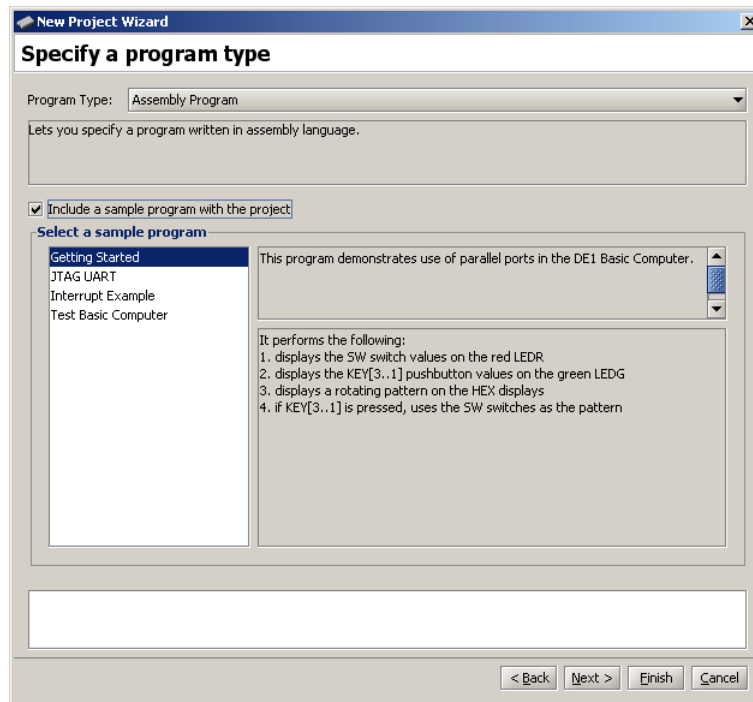 New Project Wizard
Specify a program type
Program Type: Assembly Program
Lets you specify a program written in assembly language.
Include a sample program with the project
Select a sample program
Getting Started
JTAG UART
Interrupt Example
Test Basic Computer
This program demonstrates use of parallel ports in the DE1 Basic Computer.
It performs the following:
1. displays the SW switch values on the red LEDR
2. displays the KEY[3..1] pushbutton values on the green LEDG
3. displays a rotating pattern on the HEX displays
4. if KEY[3..1] is pressed, uses the SW switches as the pattern
< Back Next > Finish Cancel